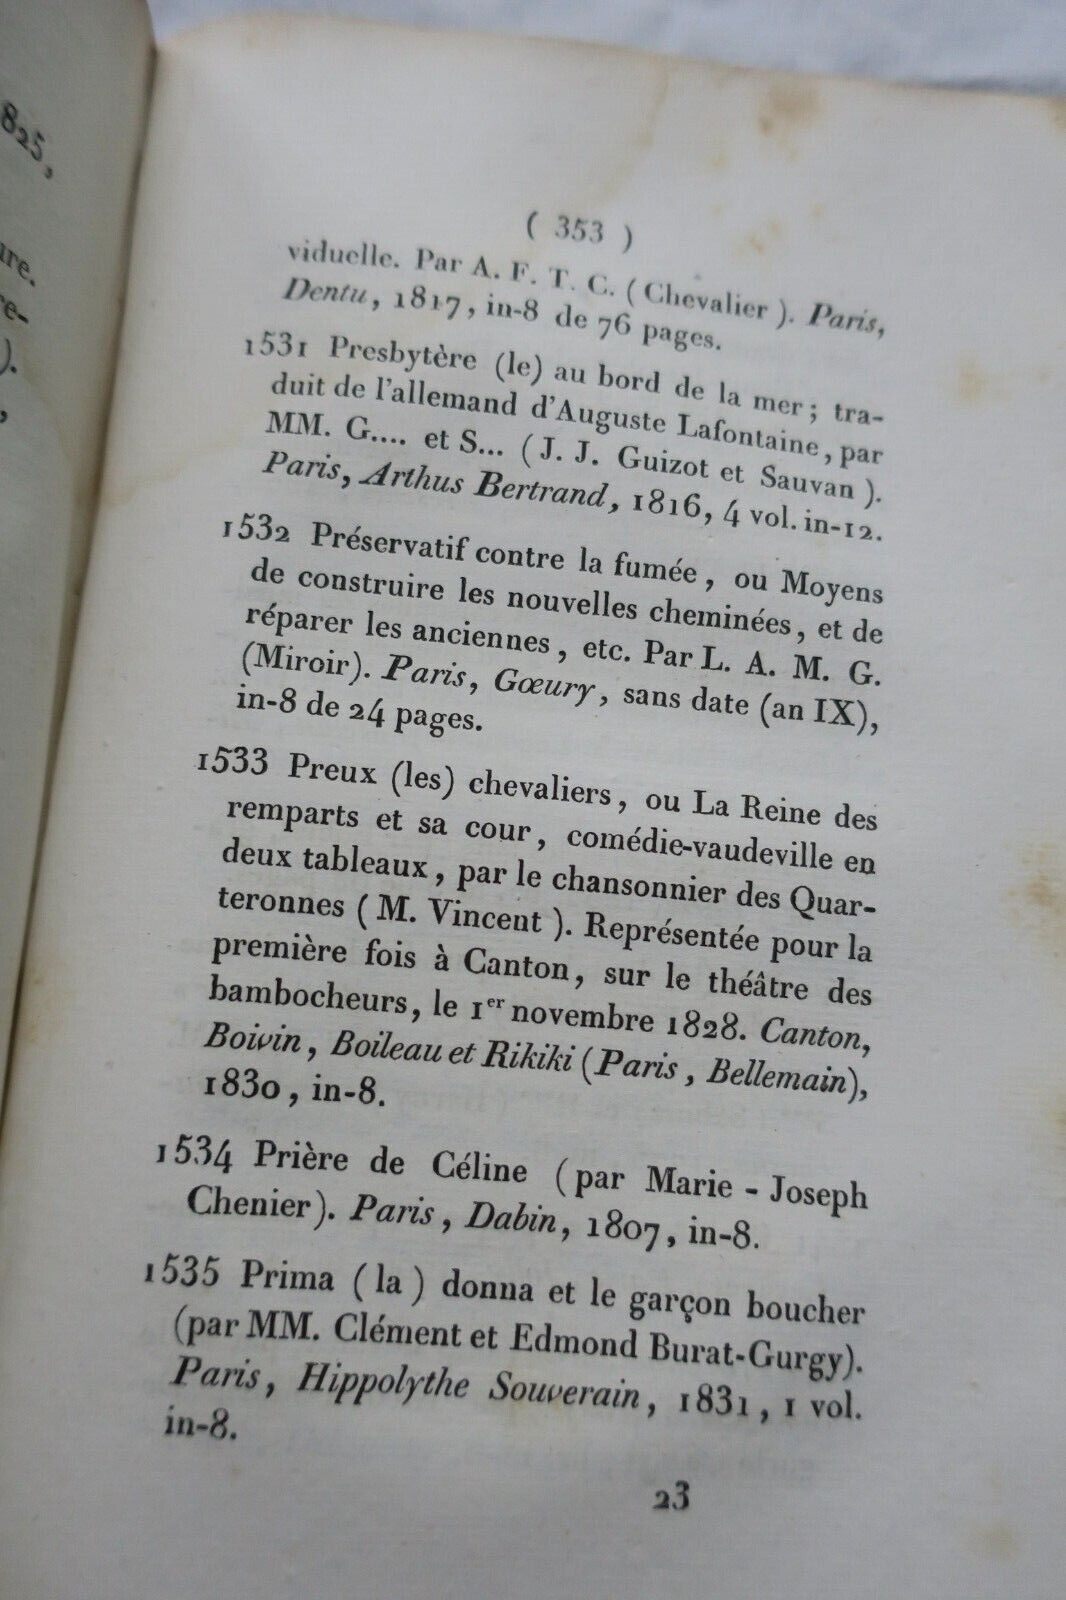 825,
ure.
re-
).
,
( 353 )
viduelle. Par A. F. T. C. ( Chevalier ). Paris,
Dentu, 1817, in-8 de 76 pages.
1531 Presbytère (le) au bord de la mer; tra-
duit de l'allemand d'Auguste Lafontaine, par
MM. G.... et S... ( J. J. Guizot et Sauvan ).
Paris, Arthus Bertrand, 1816, 4 vol. in-12.
1532 Préservatif contre la fumée, ou Moyens
de construire les nouvelles cheminées, et de
réparer les anciennes, etc. Par L. A. M. G.
(Miroir). Paris, Gœury, sans date (an IX),
in-8 de 24 pages.
1533 Preux (les) chevaliers, ou La Reine des
remparts et sa cour, comédie-vaudeville en
deux tableaux, par le chansonnier des Quar-
teronnes ( M. Vincent ). Représentée pour la
première fois à Canton, sur le théâtre des
bambocheurs, le 1er novembre 1828. Canton,
Boivin, Boileau et Rikiki (Paris, Bellemain),
1830, in-8.
1534 Prière de Céline (par Marie-Joseph
Chenier). Paris, Dabin, 1807, in-8.
1535 Prima (la) donna et le garçon boucher
(par MM. Clément et Edmond Burat-Gurgy).
Paris, Hippolythe Souverain, 1831, 1 vol.
in-8.
23